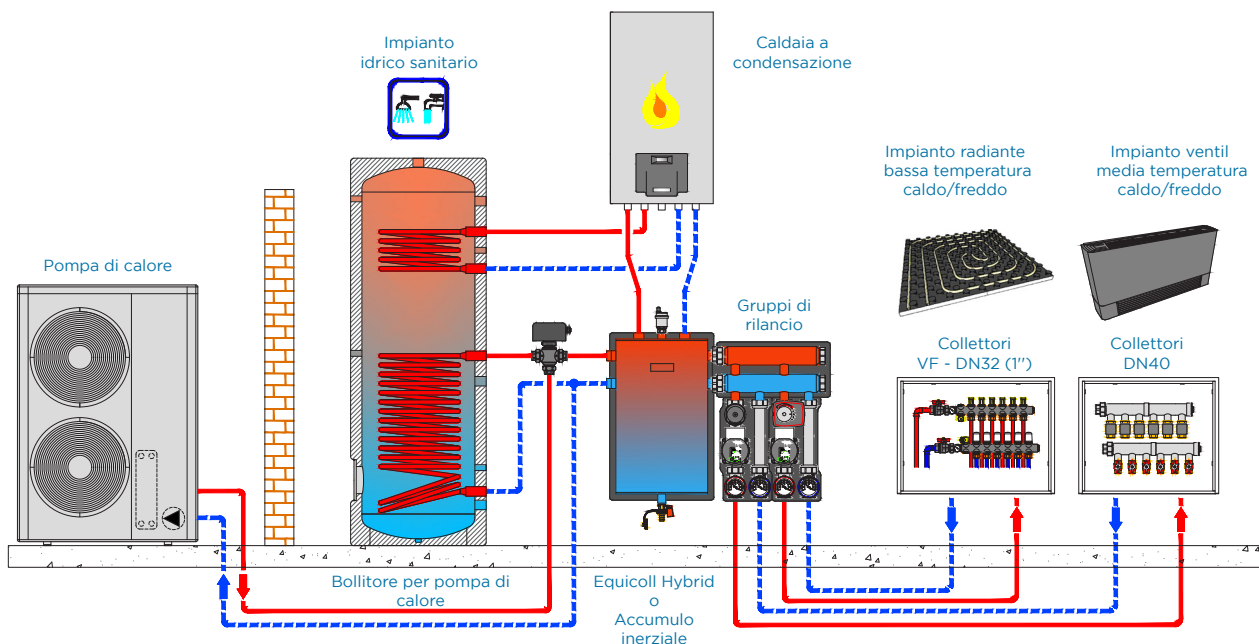 Impianto
idrico sanitario
Caldaia a
condensazione
Impianto radiante
bassa temperatura
caldo/freddo
Impianto ventil
media temperatura
caldo/freddo
Pompa di calore
Gruppi di
rilancio
Collettori
VF - DN32 (1'')
Collettori
DN40
Bollitore per pompa di
calore
Equicoll Hybrid
o
Accumulo
inerziale